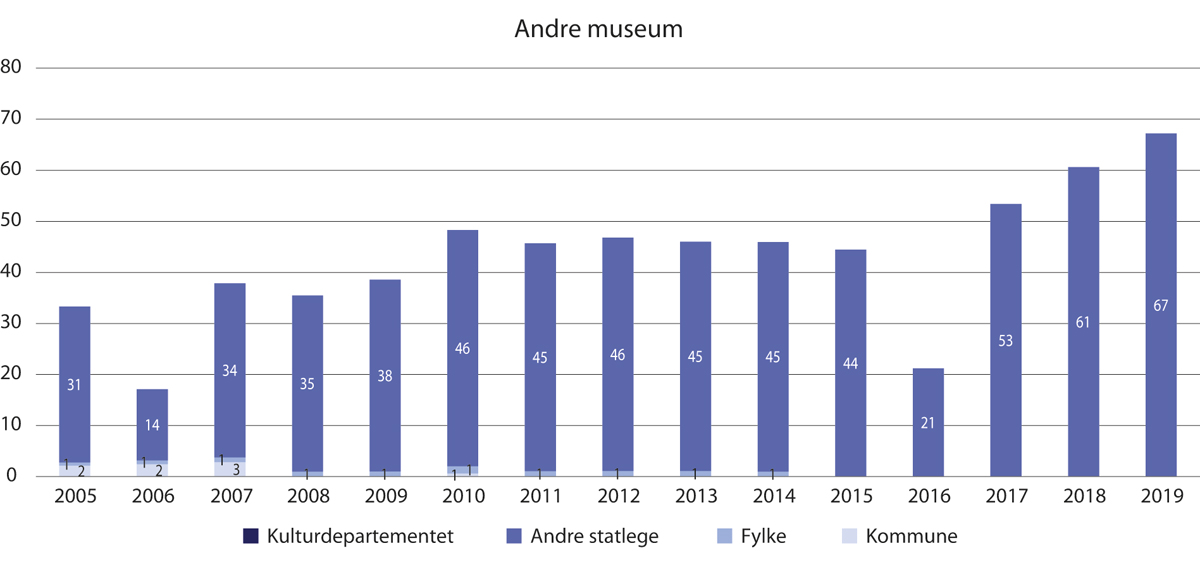 Andre museum
80
70
60
50
40
30
20
10
0
31 14 34 35 38 46 45 46 45 45 44 21 53 61 67
1 1 1 1 1 1 1 1 1 1
2 2 3 1
2005 2006 2007 2008 2009 2010 2011 2012 2013 2014 2015 2016 2017 2018 2019
Kulturdepartementet Andre statlege Fylke Kommune